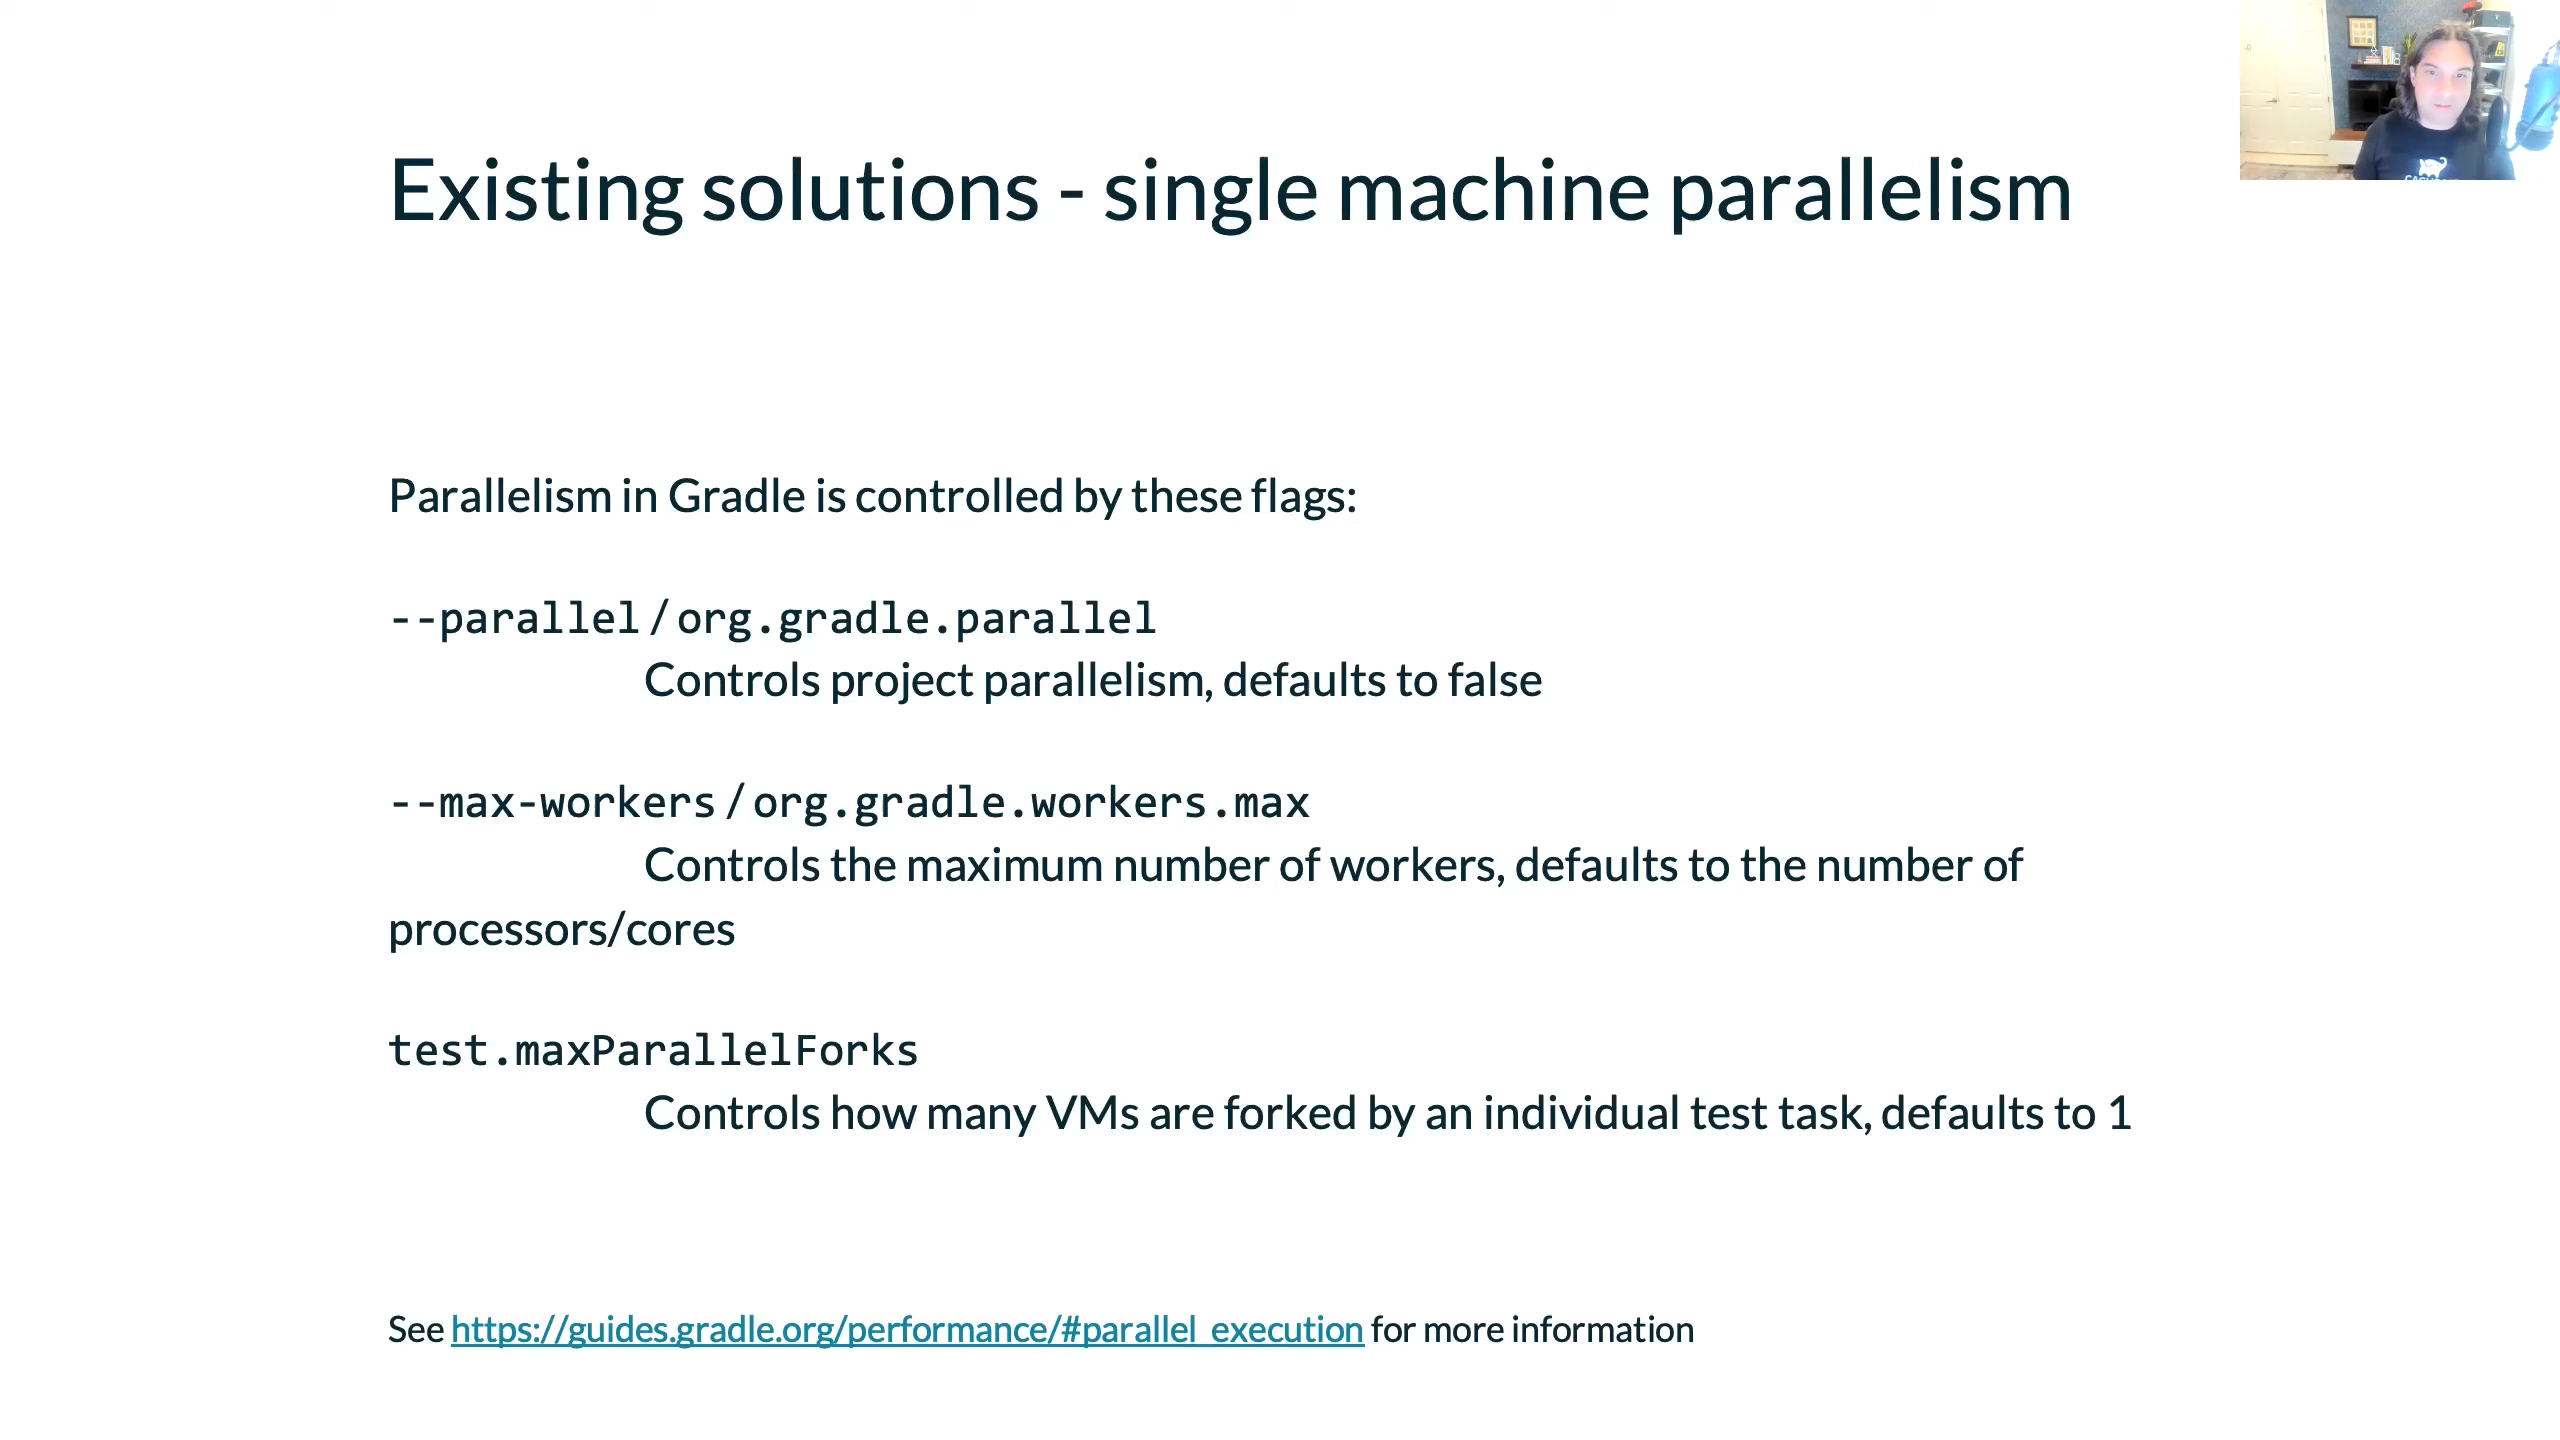 Existing solutions - single machine parallelism
Parallelism in Gradle is controlled by these flags:
--parallel / org.gradle.parallel
Controls project parallelism, defaults to false
--max-workers / org.gradle.workers.max
Controls the maximum number of workers, defaults to the number of
processors/cores
test.maxParallelForks
Controls how many VMs are forked by an individual test task, defaults to 1
See https://guides.gradle.org/performance/#parallel_execution for more information